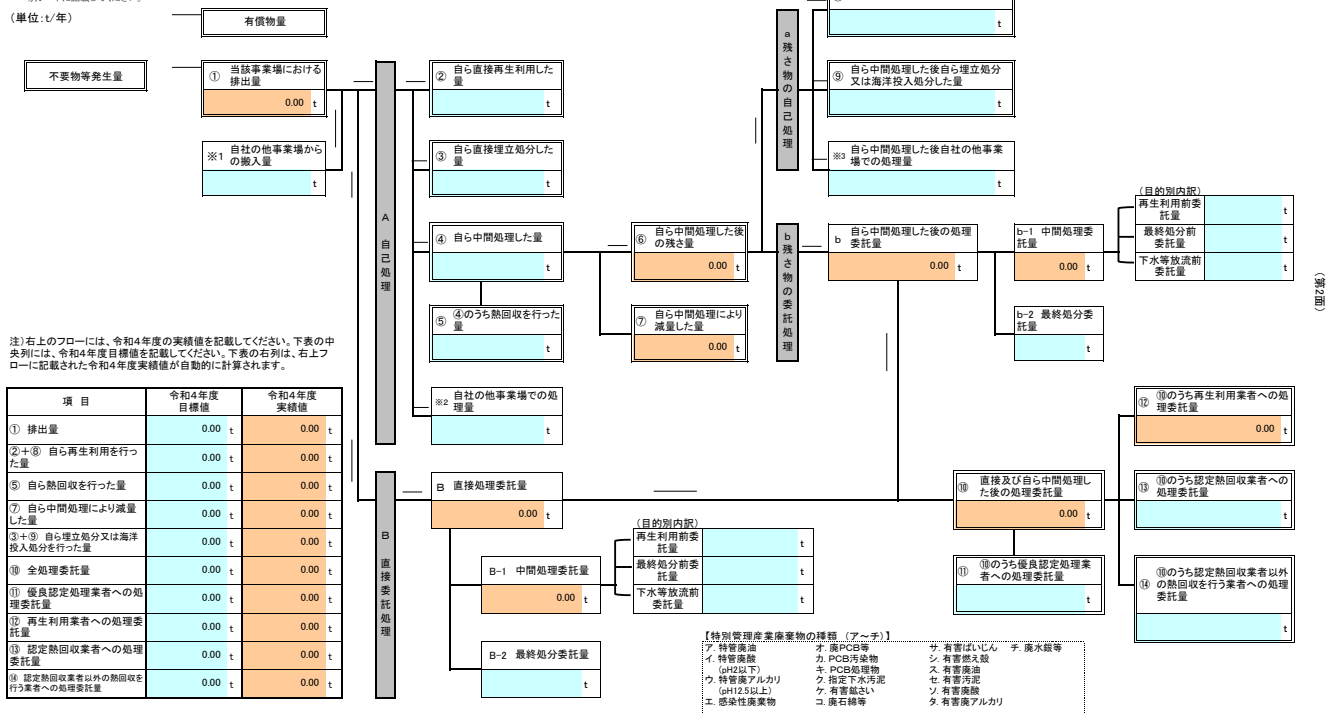 (単位:t/年)
有償物量
不要物等発生量
① 当該事業場における
排出量
0.00 t
※1 自社の他事業場から
の搬入量
t
A
自
己
処
理
② 自ら直接再生利用した
量
t
③ 自ら直接埋立処分した
量
t
④ 自ら中間処理した量
t
⑤ ④のうち熱回収を行った
量
t
※2 自社の他事業場での処
理量
t
⑥ 自ら中間処理した後
の残さ量
0.00 t
⑦ 自ら中間処理により
減量した量
0.00 t
a
残
さ
物
の
自
己
処
理
t
⑨ 自ら中間処理した後自ら埋立処分
又は海洋投入処分した量
t
※3 自ら中間処理した後自社の他事業
場での処理量
t
b
残
さ
物
の
委
託
処
理
b 自ら中間処理した後の処理
委託量
0.00 t
b-1 中間処理委
託量
0.00 t
b-2 最終処分委
託量
t
(目的別内訳)
再生利用前委
託量
t
最終処分前
委託量
t
下水等放流前
委託量
t
(第2面)
注)右上のフローには、令和4年度の実績値を記載してください。下表の中
央列には、令和4年度目標値を記載してください。下表の右列は、右上フ
ローに記載された令和4年度実績値が自動的に計算されます。
項 目 令和4年度 目標値 令和4年度 実績値
① 排出量 0.00 t 0.00 t
②+⑧ 自ら再生利用を行っ
た量 0.00 t 0.00 t
⑤ 自ら熱回収を行った量 0.00 t 0.00 t
⑦ 自ら中間処理により減量
した量 0.00 t 0.00 t
③+⑨ 自ら埋立処分又は海洋
投入処分を行った量 0.00 t 0.00 t
⑩ 全処理委託量 0.00 t 0.00 t
⑪ 優良認定処理業者への処
理委託量 0.00 t 0.00 t
⑫ 再生利用業者への処理委
託量 0.00 t 0.00 t
⑬ 認定熱回収業者への処理
委託量 0.00 t 0.00 t
⑭ 認定熱回収業者以外の熱回収を
行う業者への処理委託量 0.00 t 0.00 t
B
直
接
委
託
処
理
B 直接処理委託量
0.00 t
B-1 中間処理委託量
0.00 t
B-2 最終処分委託量
t
(目的別内訳)
再生利用前委
託量
t
最終処分前委
託量
t
下水等放流前
委託量
t
⑩ 直接及び自ら中間処理し
た後の処理委託量
0.00 t
⑪ ⑩のうち優良認定処理業
者への処理委託量
t
⑫ ⑩のうち再生利用業者への処
理委託量
0.00 t
⑬ ⑩のうち認定熱回収業者への
処理委託量
t
⑭ ⑩のうち認定熱回収業者以外
の熱回収を行う業者への処理
委託量
t
【特別管理産業廃棄物の種類 (ア~チ)】
ア. 特管廃油 オ. 廃PCB等 サ. 有害ばいじん チ. 廃水銀等
イ. 特管廃酸 カ. PCB汚染物 シ. 有害燃え殻
(pH2以下) キ. PCB処理物 ス. 有害廃油
ウ. 特管廃アルカリ ク. 指定下水汚泥 セ. 有害汚泥
(pH12.5以上) ケ. 有害鉱さい ソ. 有害廃酸
エ. 感染性廃棄物 コ. 廃石綿等 タ. 有害廃アルカリ